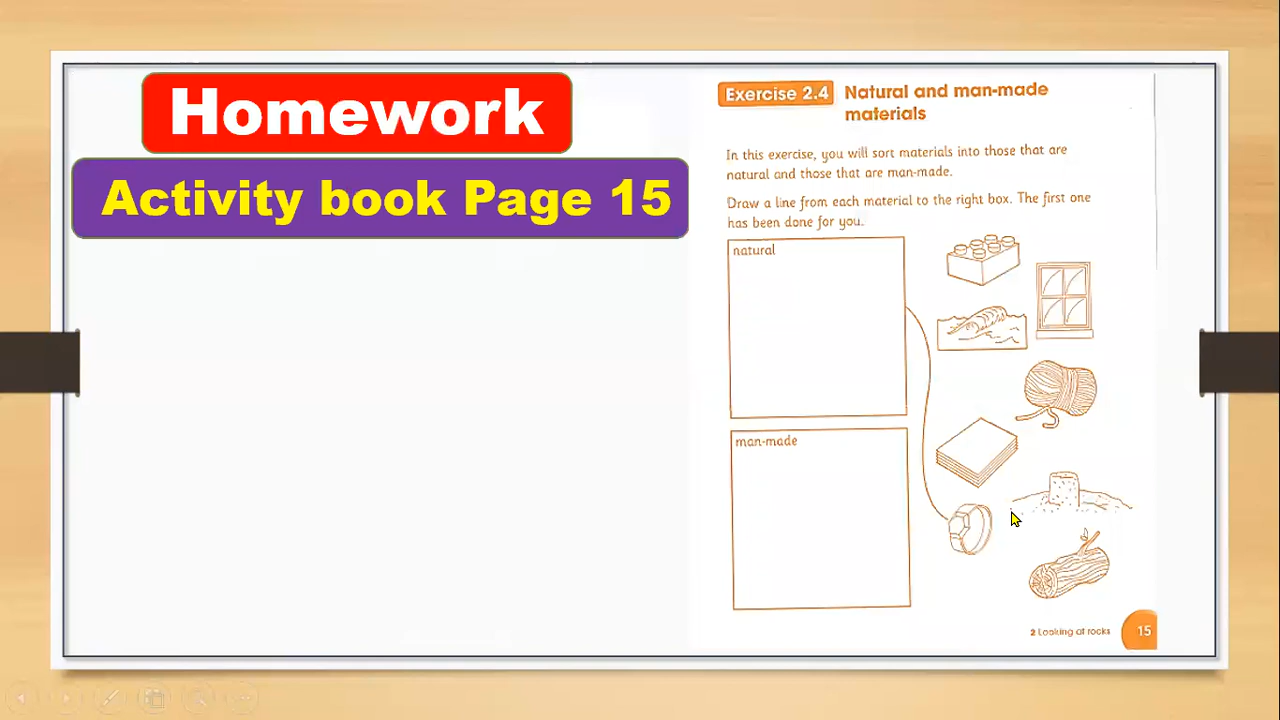 Homework
Activity book Page 15
Exercise 2.4
Natural and man-made
materials
In this exercise, you will sort materials into those that are
natural and those that are man-made.
Draw a line from each material to the right box. The first one
has been done for you.
natural
man-made
2 Looking at rocks
15